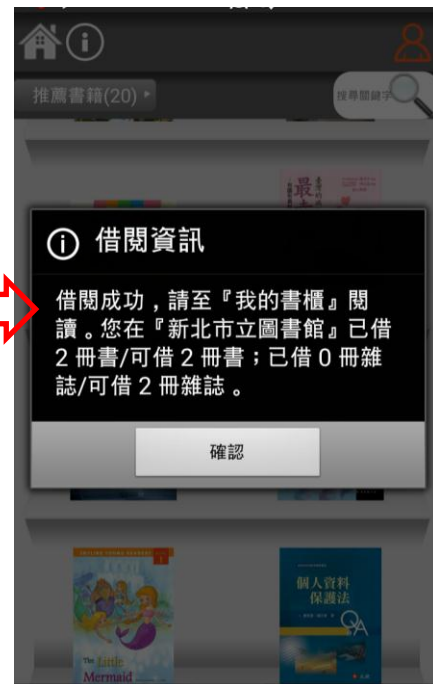 推薦書籍(20)
搜尋關鍵字
最
借閱資訊
借閱成功，請至『我的書櫃』閱
讀。您在『新北市立圖書館』已借
2 冊書/可借 2 冊書；已借 0 冊雜
誌/可借 2 冊雜誌。
確認
The Little
Mermaid
個人資料
保護法
Q&A